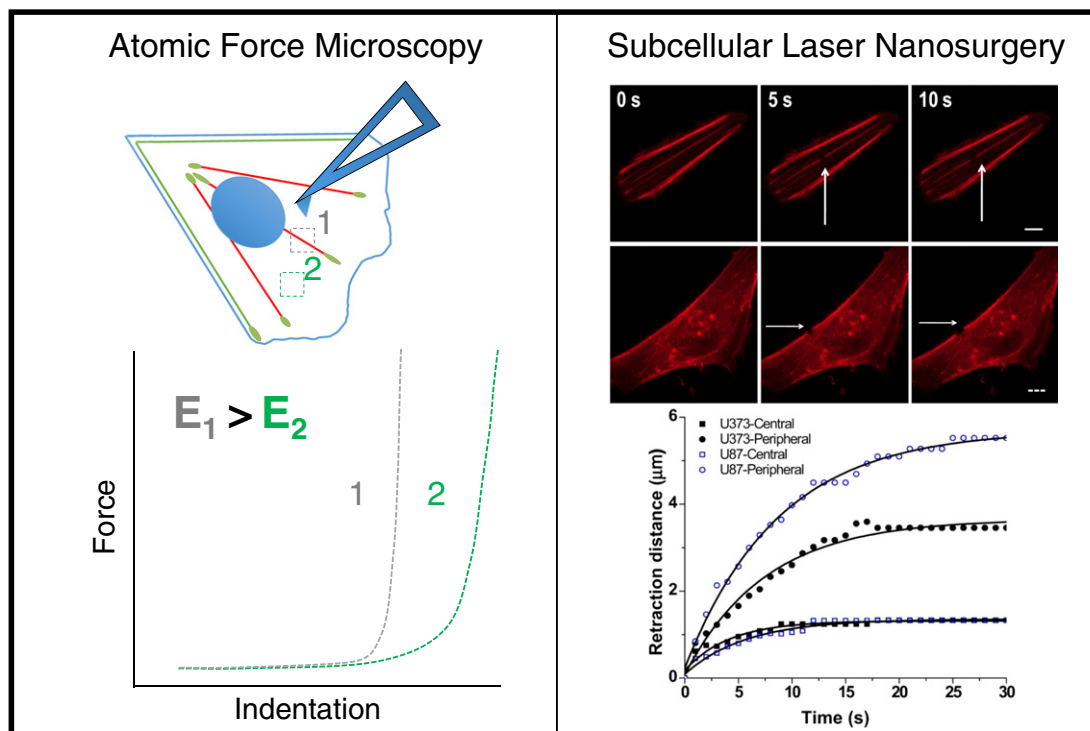 Atomic Force Microscopy
1
2
E1 > E2
1
2
Force
Indentation
Subcellular Laser Nanosurgery
0 s
5 s
10 s
U373-Central
U373-Peripheral
U87-Central
U87-Peripheral
6
4
2
0
Retraction distance (μm)
0 5 10 15 20 25 30
Time (s)